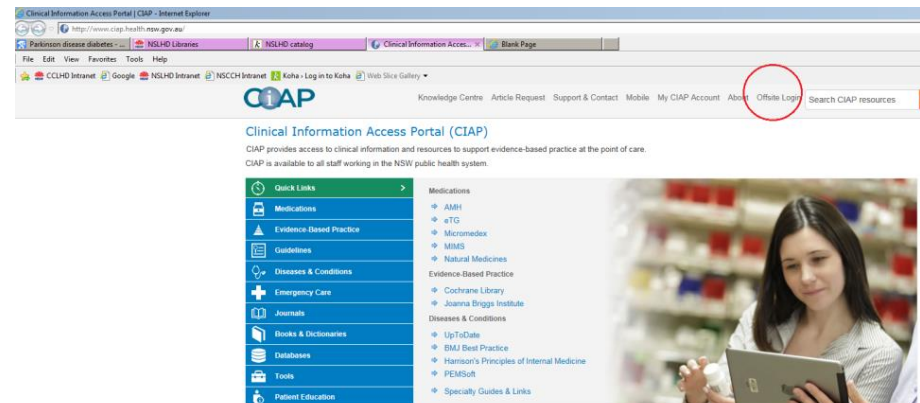 Clinical Information Access Portal | CIAP - Internet Explorer
http://www.ciap.health.nsw.gov.au/
Parkinson disease diabetes - ... NSLHD Libraries NSLHD catalog Clinical Information Acces... × Blank Page
File Edit View Favorites Tools Help
CCLHD Intranet Google NSLHD Intranet NSCCH Intranet Koha › Log in to Koha Web Slice Gallery
CIAP
Knowledge Centre Article Request Support & Contact Mobile My CIAP Account About Offsite Login Search CIAP resources
Clinical Information Access Portal (CIAP)
CIAP provides access to clinical information and resources to support evidence-based practice at the point of care.
CIAP is available to all staff working in the NSW public health system.
Quick Links >
Medications
Evidence-Based Practice
Guidelines
Diseases & Conditions
Emergency Care
Journals
Books & Dictionaries
Databases
Tools
Patient Education
Medications
AMH
eTG
Micromedex
MIMS
Natural Medicines
Evidence-Based Practice
Cochrane Library
Joanna Briggs Institute
Diseases & Conditions
UpToDate
BMJ Best Practice
Harrison's Principles of Internal Medicine
PEMSoft
Specialty Guides & Links